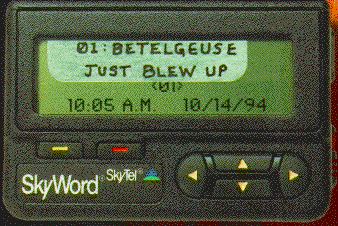 01:BETELGEUSE
JUST BLEW UP
<01>
10:05 A.M. 10/14/94
SkyWord
SkyTel